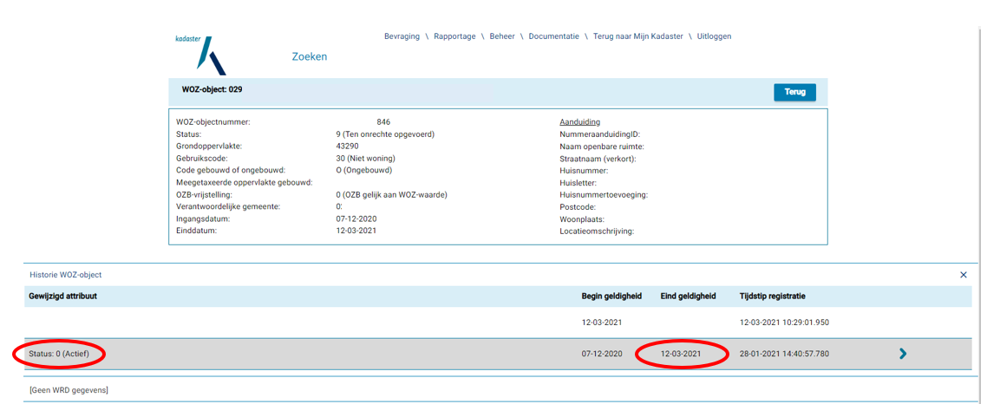 kadaster
Bevraging \ Rapportage \ Beheer \ Documentatie \ Terug naar Mijn Kadaster \ Uitloggen
Zoeken
WOZ-object: 029
Terug
WOZ-objectnummer: 846
Status: 9 (Ten onrechte opgevoerd)
Grondoppervlakte: 43290
Gebruikscode: 30 (Niet woning)
Code gebouwd of ongebouwd: O (Ongebouwd)
Meegetaxeerde oppervlakte gebouwd:
OZB-vrijstelling: 0 (OZB gelijk aan WOZ-waarde)
Verantwoordelijke gemeente: 0:
Ingangsdatum: 07-12-2020
Einddatum: 12-03-2021
Aanduiding
NummeraanduidingID:
Naam openbare ruimte:
Straatnaam (verkort):
Huisnummer:
Huisletter:
Huisnummertoevoeging:
Postcode:
Woonplaats:
Locatieomschrijving:
Historie WOZ-object
Gewijzigd attribuut Begin geldigheid Eind geldigheid Tijdstip registratie
12-03-2021 12-03-2021 10:29:01.950
Status: 0 (Actief) 07-12-2020 12-03-2021 28-01-2021 14:40:57.780
[Geen WRD gegevens]